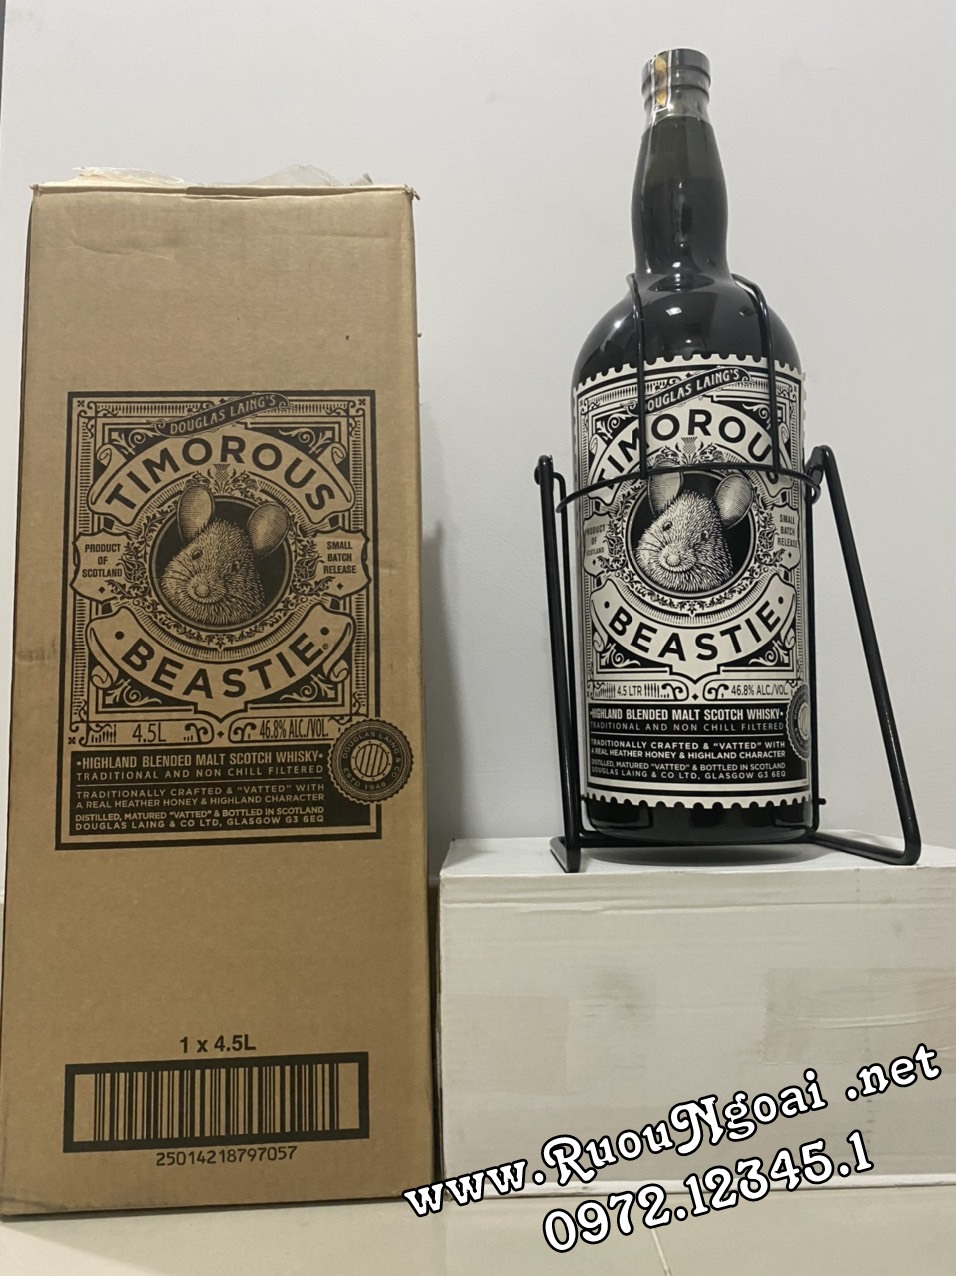 DOUGLAS LAING'S
TIMOROUS
PRODUCT
OF
SCOTLAND
SMALL
BATCH
RELEASE
BEASTIE®
4.5L
46.8% ALC./VOL.
•HIGHLAND BLENDED MALT SCOTCH WHISKY•
TRADITIONAL AND NON CHILL FILTERED
TRADITIONALLY CRAFTED & "VATTED" WITH
A REAL HEATHER HONEY & HIGHLAND CHARACTER
DISTILLED, MATURED "VATTED" & BOTTLED IN SCOTLAND
DOUGLAS LAING & CO LTD, GLASGOW G3 6EQ
DOUGLAS LAING & CO
1948
1 x 4.5L
25014218797057
DOUGLAS LAING'S
TIMOROUS
PRODUCT
OF
SCOTLAND
SMALL
BATCH
RELEASE
•BEASTIE•
4.5 LTR
46.8% ALC./VOL.
•HIGHLAND BLENDED MALT SCOTCH WHISKY•
TRADITIONAL AND NON CHILL FILTERED
TRADITIONALLY CRAFTED & "VATTED" WITH
A REAL HEATHER HONEY & HIGHLAND CHARACTER
DISTILLED, MATURED "VATTED" & BOTTLED IN SCOTLAND
DOUGLAS LAING & CO LTD, GLASGOW G3 6EQ
www.RuouNgoai .net
0972.12345.1